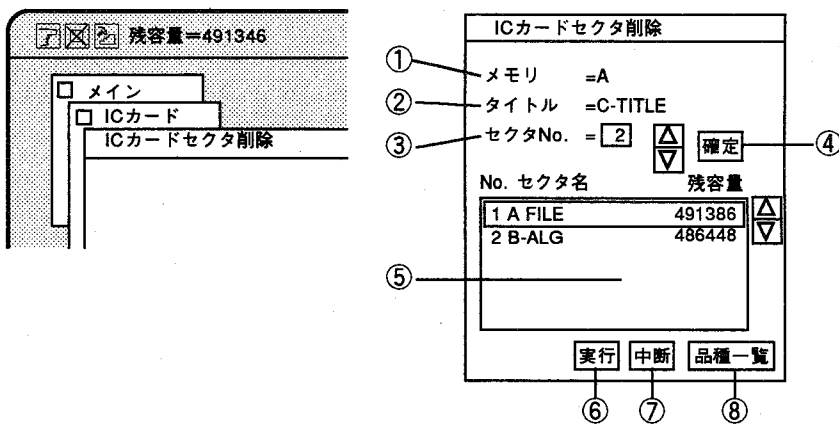 残容量=491346
メイン
ICカード
ICカードセクタ削除
ICカードセクタ削除
① メモリ =A
② タイトル =C-TITLE
③ セクタNo. = 2 △ ▽ 確定 ④
No. セクタ名 残容量
1 A FILE 491386 △
2 B-ALG 486448 ▽
⑤
実行 中断 品種一覧
⑥ ⑦ ⑧